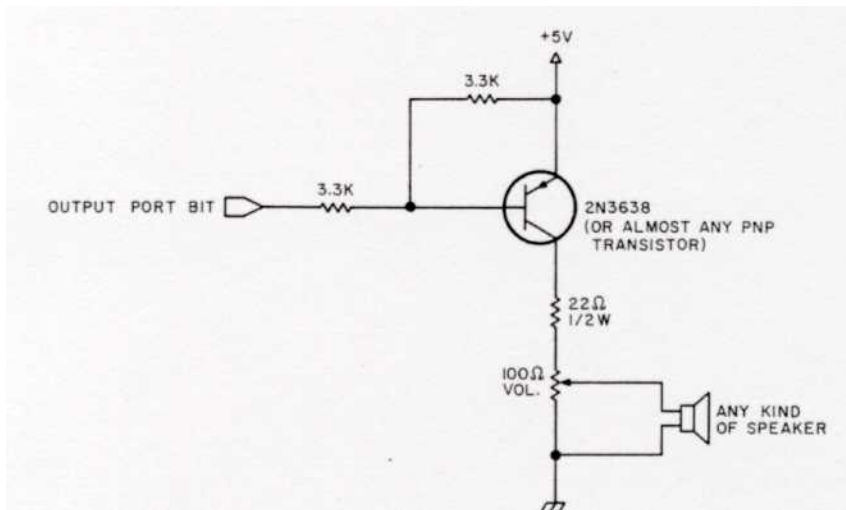 +5V
3.3K
3.3K
OUTPUT PORT BIT
2N3638
(OR ALMOST ANY PNP
TRANSISTOR)
22Ω
1/2W
100Ω
VOL.
ANY KIND
OF SPEAKER